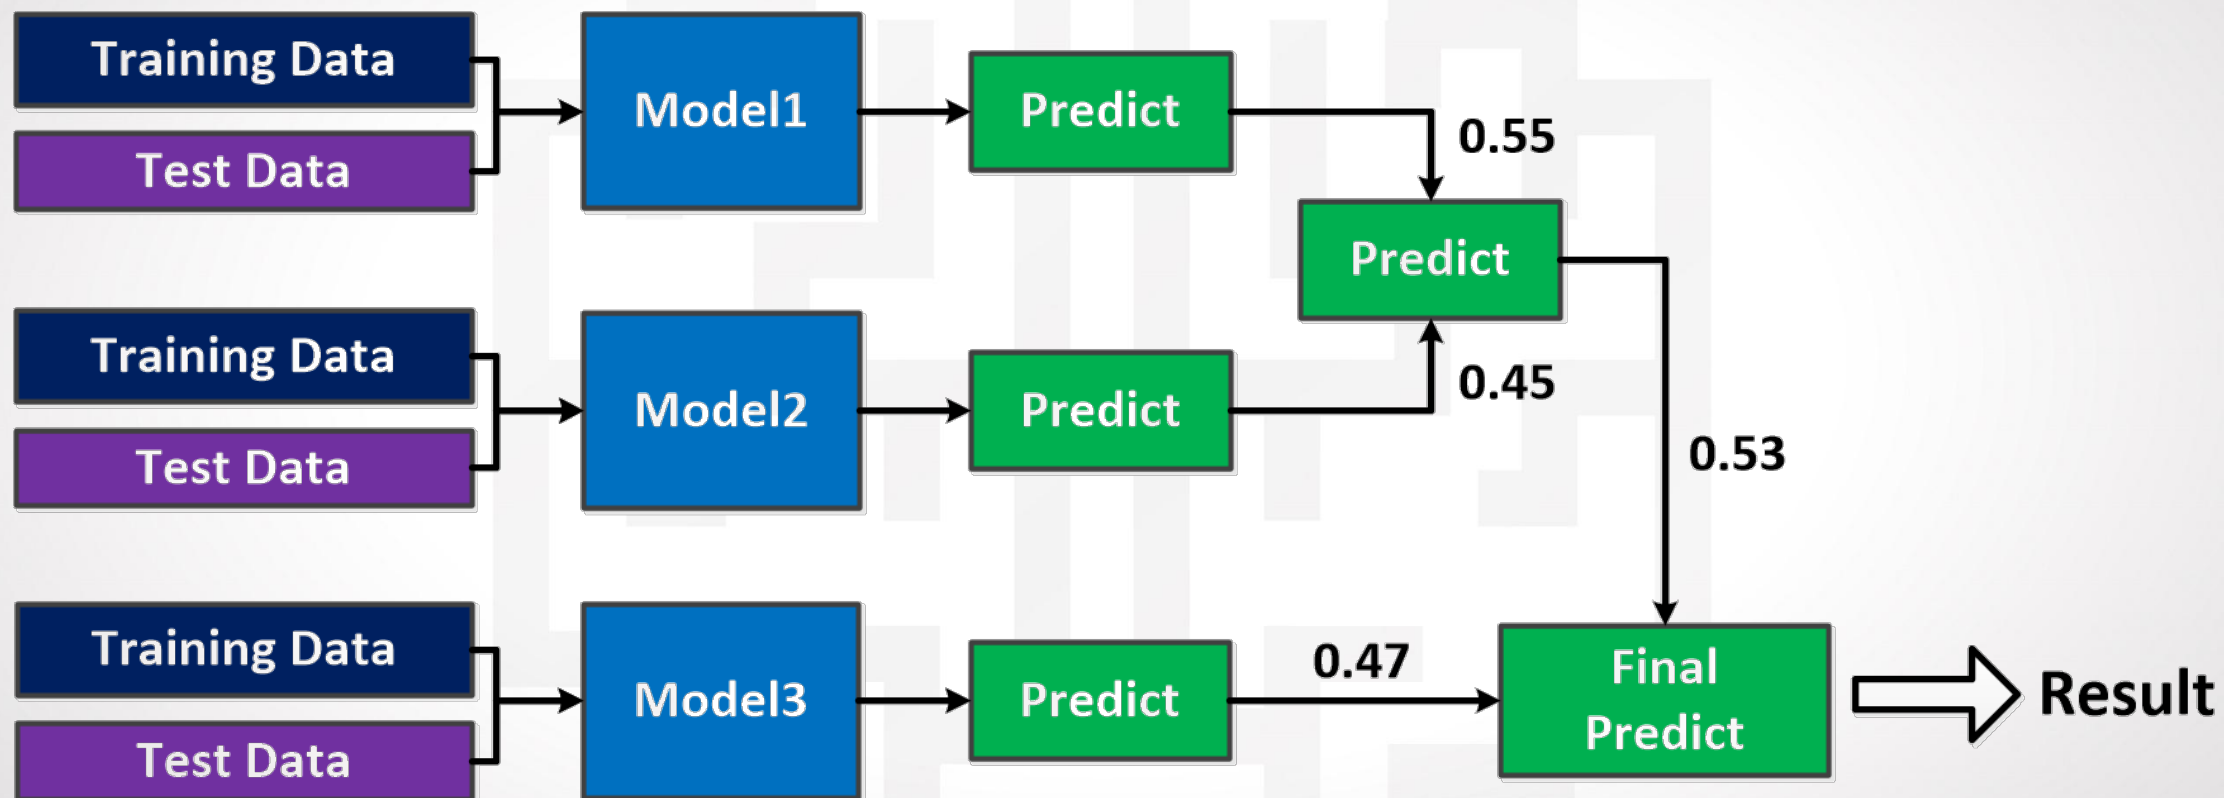 Training Data
Test Data
Model1
Predict
0.55
Predict
Training Data
Test Data
Model2
Predict
0.45
0.53
Training Data
Test Data
Model3
Predict
0.47
Final
Predict
Result